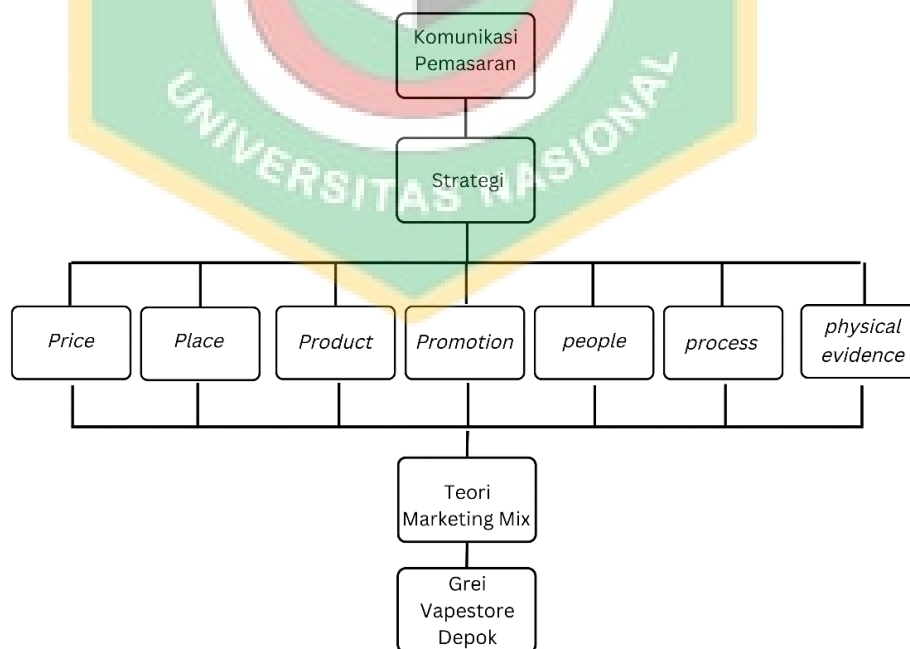 Komunikasi
Pemasaran
UNIVERSITAS NASIONAL
Strategi
Price
Place
Product
Promotion
people
process
physical
evidence
Teori
Marketing Mix
Grei
Vapestore
Depok